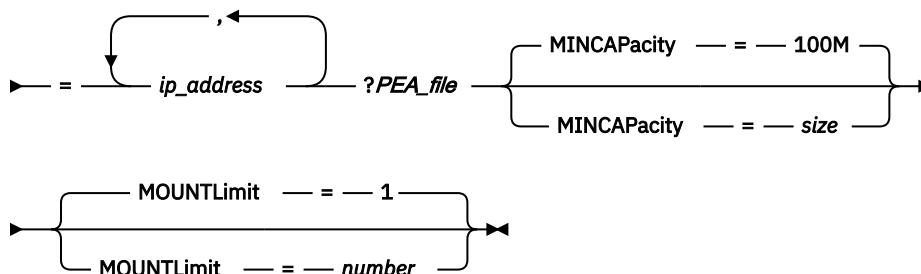 ,
MINCAPacity = 100M
= ip_address ?PEA_file
MINCAPacity = size
MOUNTLimit = 1
MOUNTLimit = number